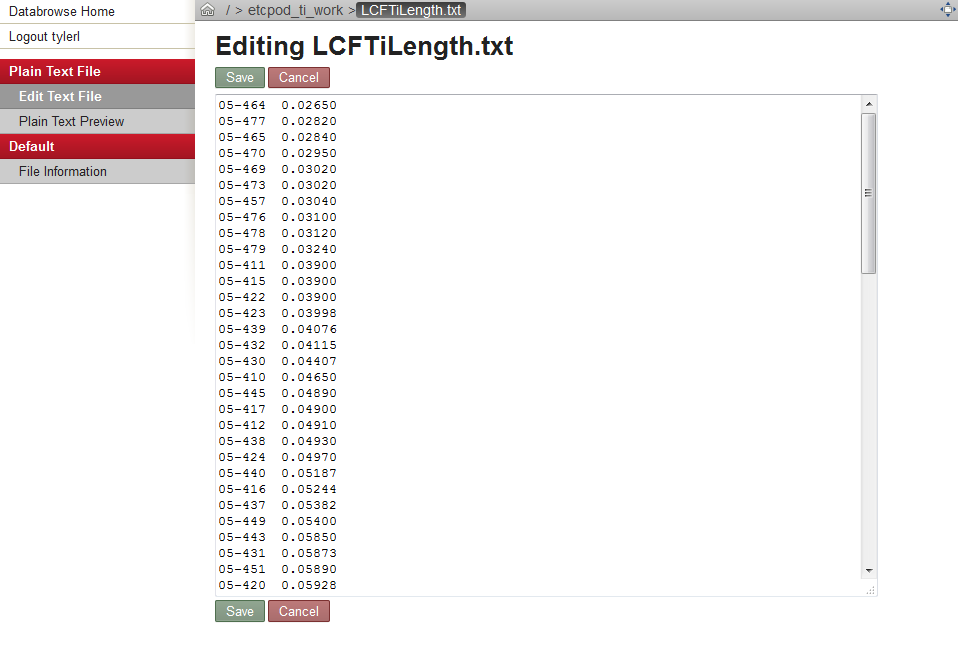 Databrowse Home
Logout tylerl
Plain Text File
Edit Text File
Plain Text Preview
Default
File Information
/ > etcpod_ti_work > LCFTiLength.txt
Editing LCFTiLength.txt
Save Cancel
05-464 0.02650
05-477 0.02820
05-465 0.02840
05-470 0.02950
05-469 0.03020
05-473 0.03020
05-457 0.03040
05-476 0.03100
05-478 0.03120
05-479 0.03240
05-411 0.03900
05-415 0.03900
05-422 0.03900
05-423 0.03998
05-439 0.04076
05-432 0.04115
05-430 0.04407
05-410 0.04650
05-445 0.04890
05-417 0.04900
05-412 0.04910
05-438 0.04930
05-424 0.04970
05-440 0.05187
05-416 0.05244
05-437 0.05382
05-449 0.05400
05-443 0.05850
05-431 0.05873
05-451 0.05890
05-420 0.05928
Save Cancel